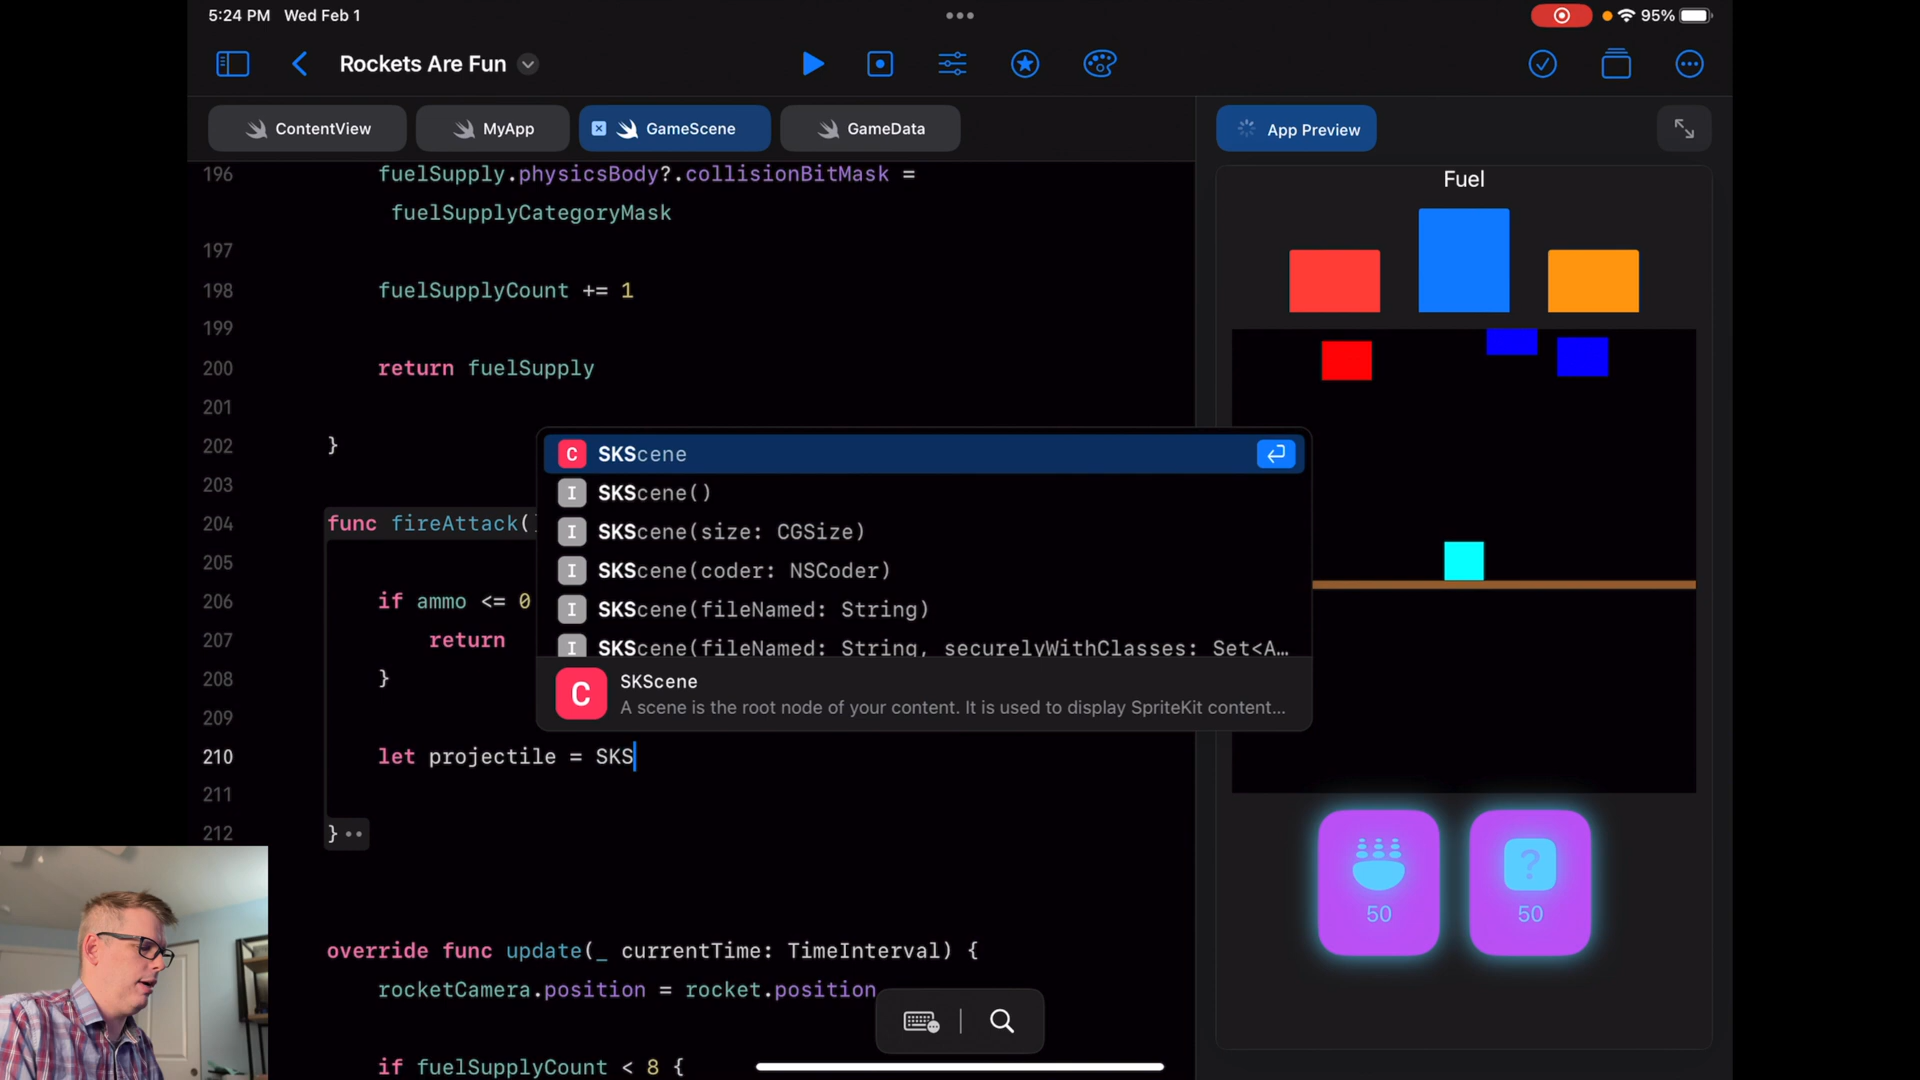 5:24 PM Wed Feb 1
95%
Rockets Are Fun
ContentView
MyApp
GameScene
GameData
App Preview
196 fuelSupply.physicsBody?.collisionBitMask =
fuelSupplyCategoryMask
197
198 fuelSupplyCount += 1
199
200 return fuelSupply
201
202 }
203
204 func fireAttack()
205
206 if ammo <= 0
207 return
208 }
209
210 let projectile = SKS
211
212 }
override func update(_ currentTime: TimeInterval) {
rocketCamera.position = rocket.position
if fuelSupplyCount < 8 {
C SKScene
I SKScene()
I SKScene(size: CGSize)
I SKScene(coder: NSCoder)
I SKScene(fileNamed: String)
I SKScene(fileNamed: String, securelyWithClasses: Set<A…
C SKScene
A scene is the root node of your content. It is used to display SpriteKit content…
Fuel
?
50
50